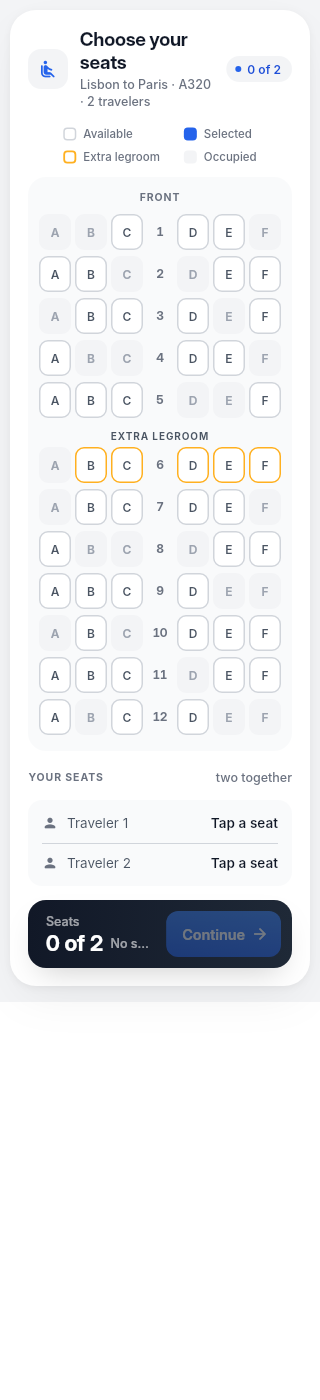 Choose your
seats
Lisbon to Paris · A320
· 2 travelers
0 of 2
Available
Selected
Extra legroom
Occupied
FRONT
A B C 1 D E F
A B C 2 D E F
A B C 3 D E F
A B C 4 D E F
A B C 5 D E F
EXTRA LEGROOM
A B C 6 D E F
A B C 7 D E F
A B C 8 D E F
A B C 9 D E F
A B C 10 D E F
A B C 11 D E F
A B C 12 D E F
YOUR SEATS two together
Traveler 1 Tap a seat
Traveler 2 Tap a seat
Seats
0 of 2 No s...
Continue